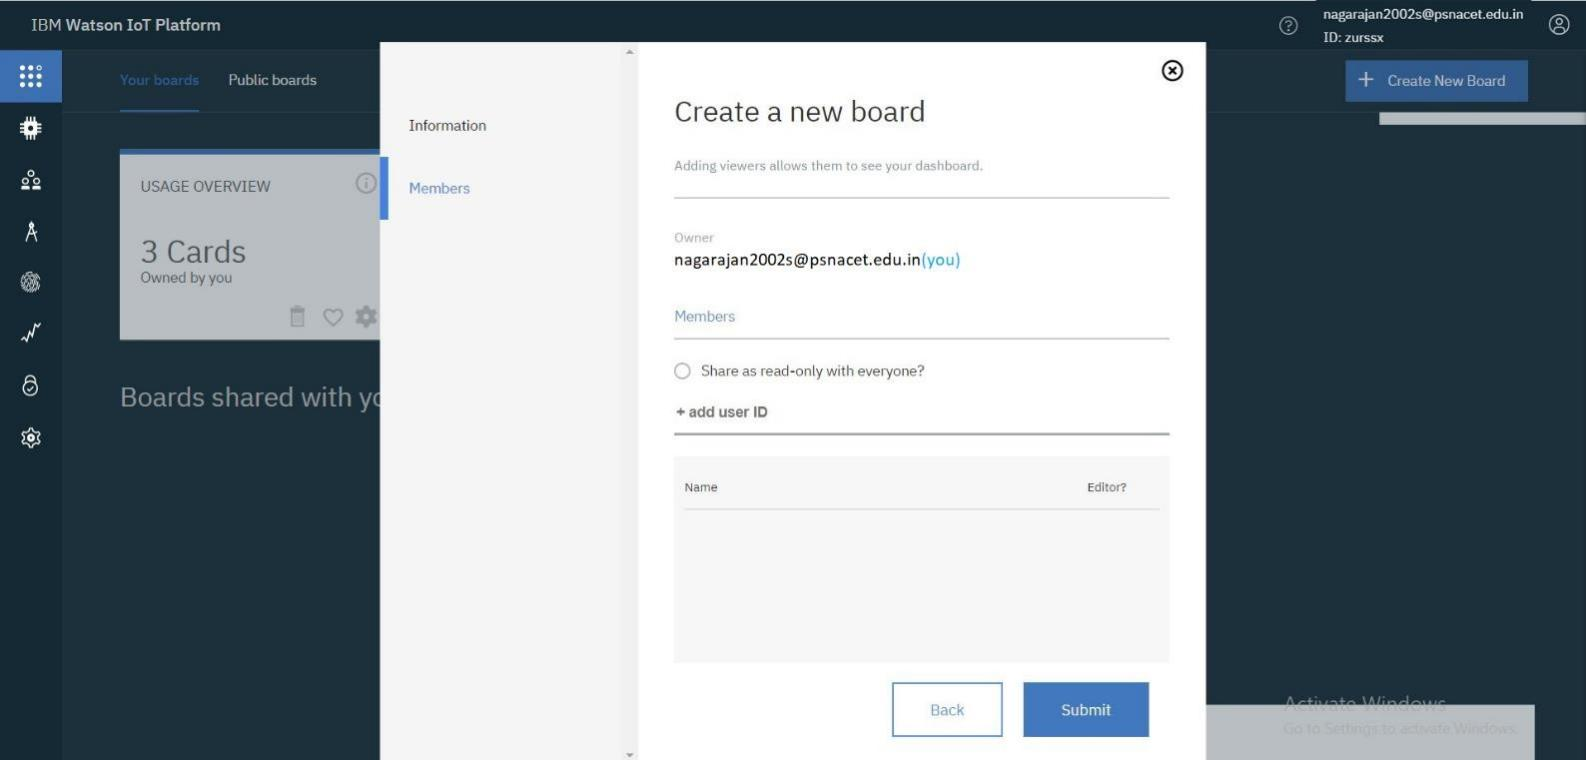 IBM Watson IoT Platform
nagarajan2002s@psnacet.edu.in
ID: zurssx
Your boards
Public boards
Create New Board
USAGE OVERVIEW
3 Cards
Owned by you
Boards shared with yo
Information
Members
Create a new board
Adding viewers allows them to see your dashboard.
Owner
nagarajan2002s@psnacet.edu.in(you)
Members
Share as read-only with everyone?
+ add user ID
Name
Editor?
Back
Submit
Activate Windows
Go to Settings to activate Windows.